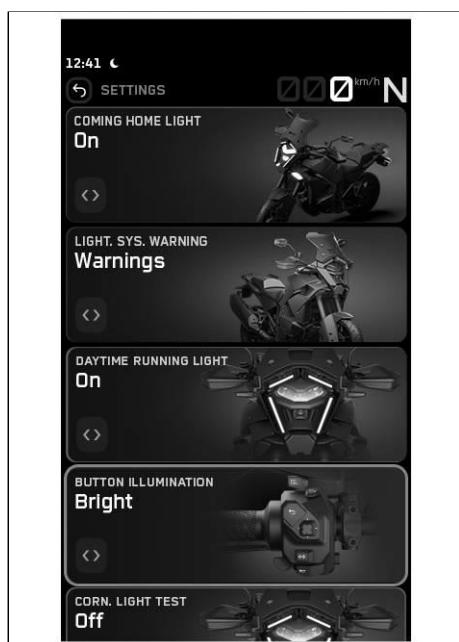 12:41
SETTINGS
000 km/h N
COMING HOME LIGHT
On
LIGHT. SYS. WARNING
Warnings
DAYTIME RUNNING LIGHT
On
BUTTON ILLUMINATION
Bright
CORN. LIGHT TEST
Off